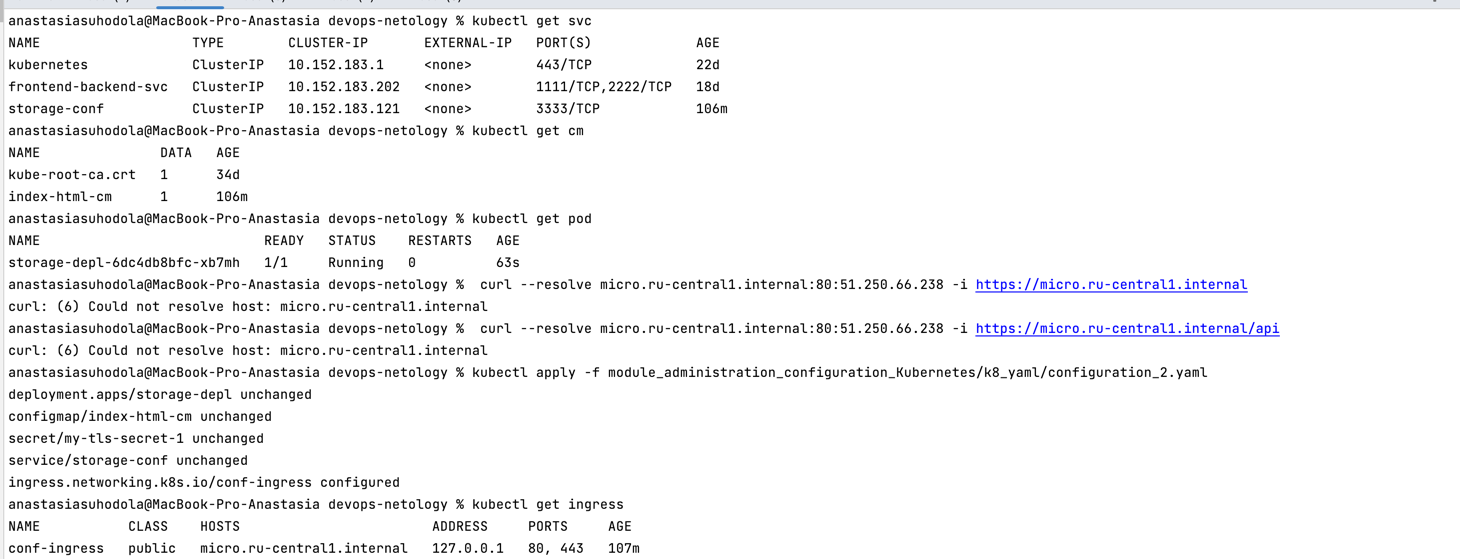 anastasiasuhodola@MacBook-Pro-Anastasia devops-netology % kubectl get svc
NAME TYPE CLUSTER-IP EXTERNAL-IP PORT(S) AGE
kubernetes ClusterIP 10.152.183.1 <none> 443/TCP 22d
frontend-backend-svc ClusterIP 10.152.183.202 <none> 1111/TCP,2222/TCP 18d
storage-conf ClusterIP 10.152.183.121 <none> 3333/TCP 106m
anastasiasuhodola@MacBook-Pro-Anastasia devops-netology % kubectl get cm
NAME DATA AGE
kube-root-ca.crt 1 34d
index-html-cm 1 106m
anastasiasuhodola@MacBook-Pro-Anastasia devops-netology % kubectl get pod
NAME READY STATUS RESTARTS AGE
storage-depl-6dc4db8bfc-xb7mh 1/1 Running 0 63s
anastasiasuhodola@MacBook-Pro-Anastasia devops-netology %  curl --resolve micro.ru-central1.internal:80:51.250.66.238 -i https://micro.ru-central1.internal
curl: (6) Could not resolve host: micro.ru-central1.internal
anastasiasuhodola@MacBook-Pro-Anastasia devops-netology %  curl --resolve micro.ru-central1.internal:80:51.250.66.238 -i https://micro.ru-central1.internal/api
curl: (6) Could not resolve host: micro.ru-central1.internal
anastasiasuhodola@MacBook-Pro-Anastasia devops-netology % kubectl apply -f module_administration_configuration_Kubernetes/k8_yaml/configuration_2.yaml
deployment.apps/storage-depl unchanged
configmap/index-html-cm unchanged
secret/my-tls-secret-1 unchanged
service/storage-conf unchanged
ingress.networking.k8s.io/conf-ingress configured
anastasiasuhodola@MacBook-Pro-Anastasia devops-netology % kubectl get ingress
NAME CLASS HOSTS ADDRESS PORTS AGE
conf-ingress public micro.ru-central1.internal 127.0.0.1 80, 443 107m